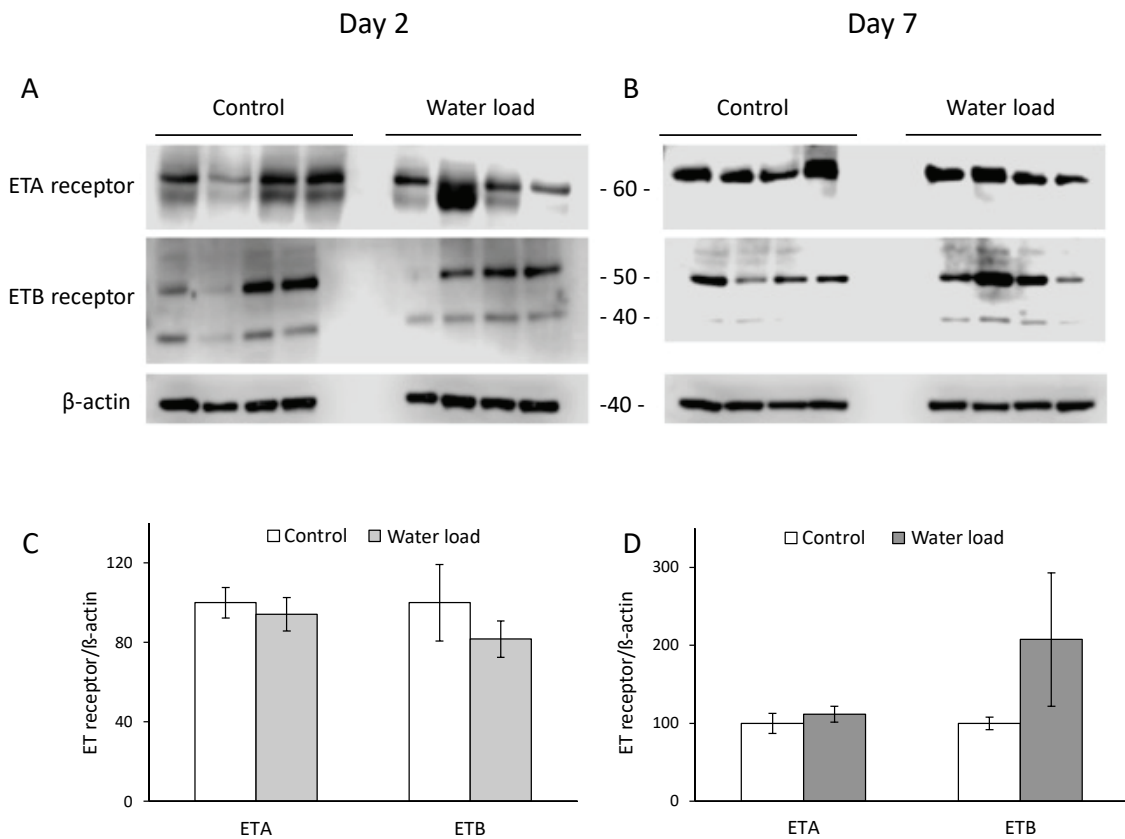 Day 2
Day 7
A
B
Control
Water load
Control
Water load
ETA receptor
- 60 -
ETB receptor
- 50 -
- 40 -
β-actin
-40 -
C
D
Control
Water load
Control
Water load
ET receptor/ß-actin
120
80
40
0
ETA
ETB
ET receptor/ß-actin
300
200
100
0
ETA
ETB